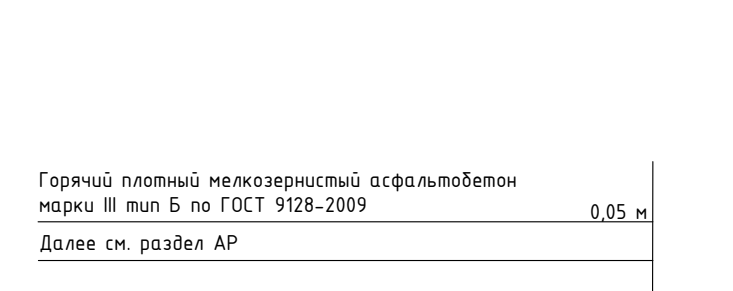 Горячий плотный мелкозернистый асфальтобетон
марки III тип Б по ГОСТ 9128-2009
0,05 м
Далее см. раздел АР